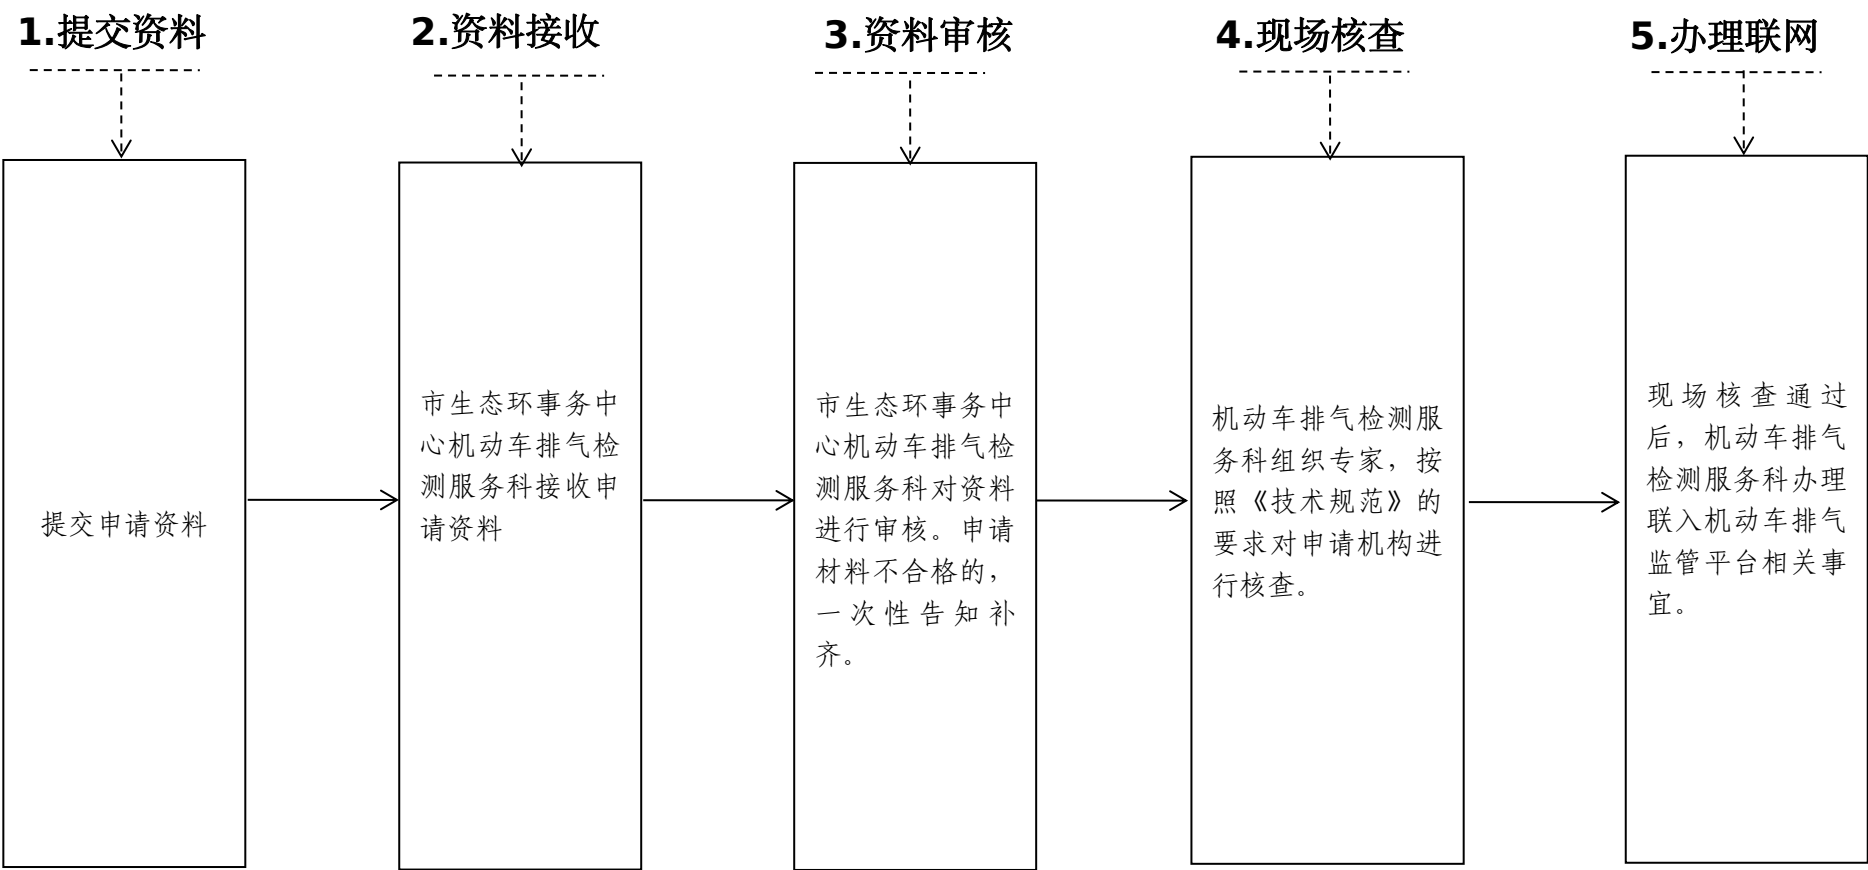 1.提交资料
2.资料接收
3.资料审核
4.现场核查
5.办理联网
提交申请资料
市生态环事务中
心机动车排气检
测服务科接收申
请资料
市生态环事务中
心机动车排气检
测服务科对资料
进行审核。申请
材料不合格的，
一次性告知补
齐。
机动车排气检测服
务科组织专家，按
照《技术规范》的
要求对申请机构进
行核查。
现场核查通过
后，机动车排气
检测服务科办理
联入机动车排气
监管平台相关事
宜。